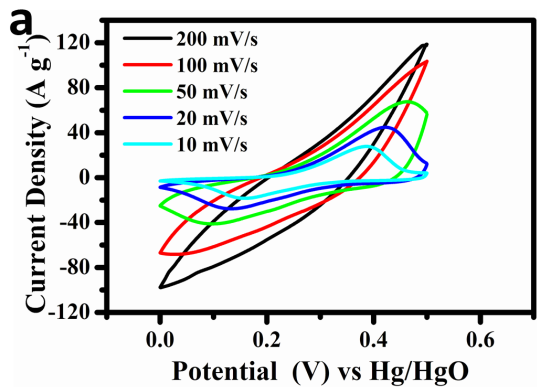 a
Current Density (A g-1)
120
80
40
0
-40
-80
-120
200 mV/s
100 mV/s
50 mV/s
20 mV/s
10 mV/s
0.0
0.2
0.4
0.6
Potential (V) vs Hg/HgO